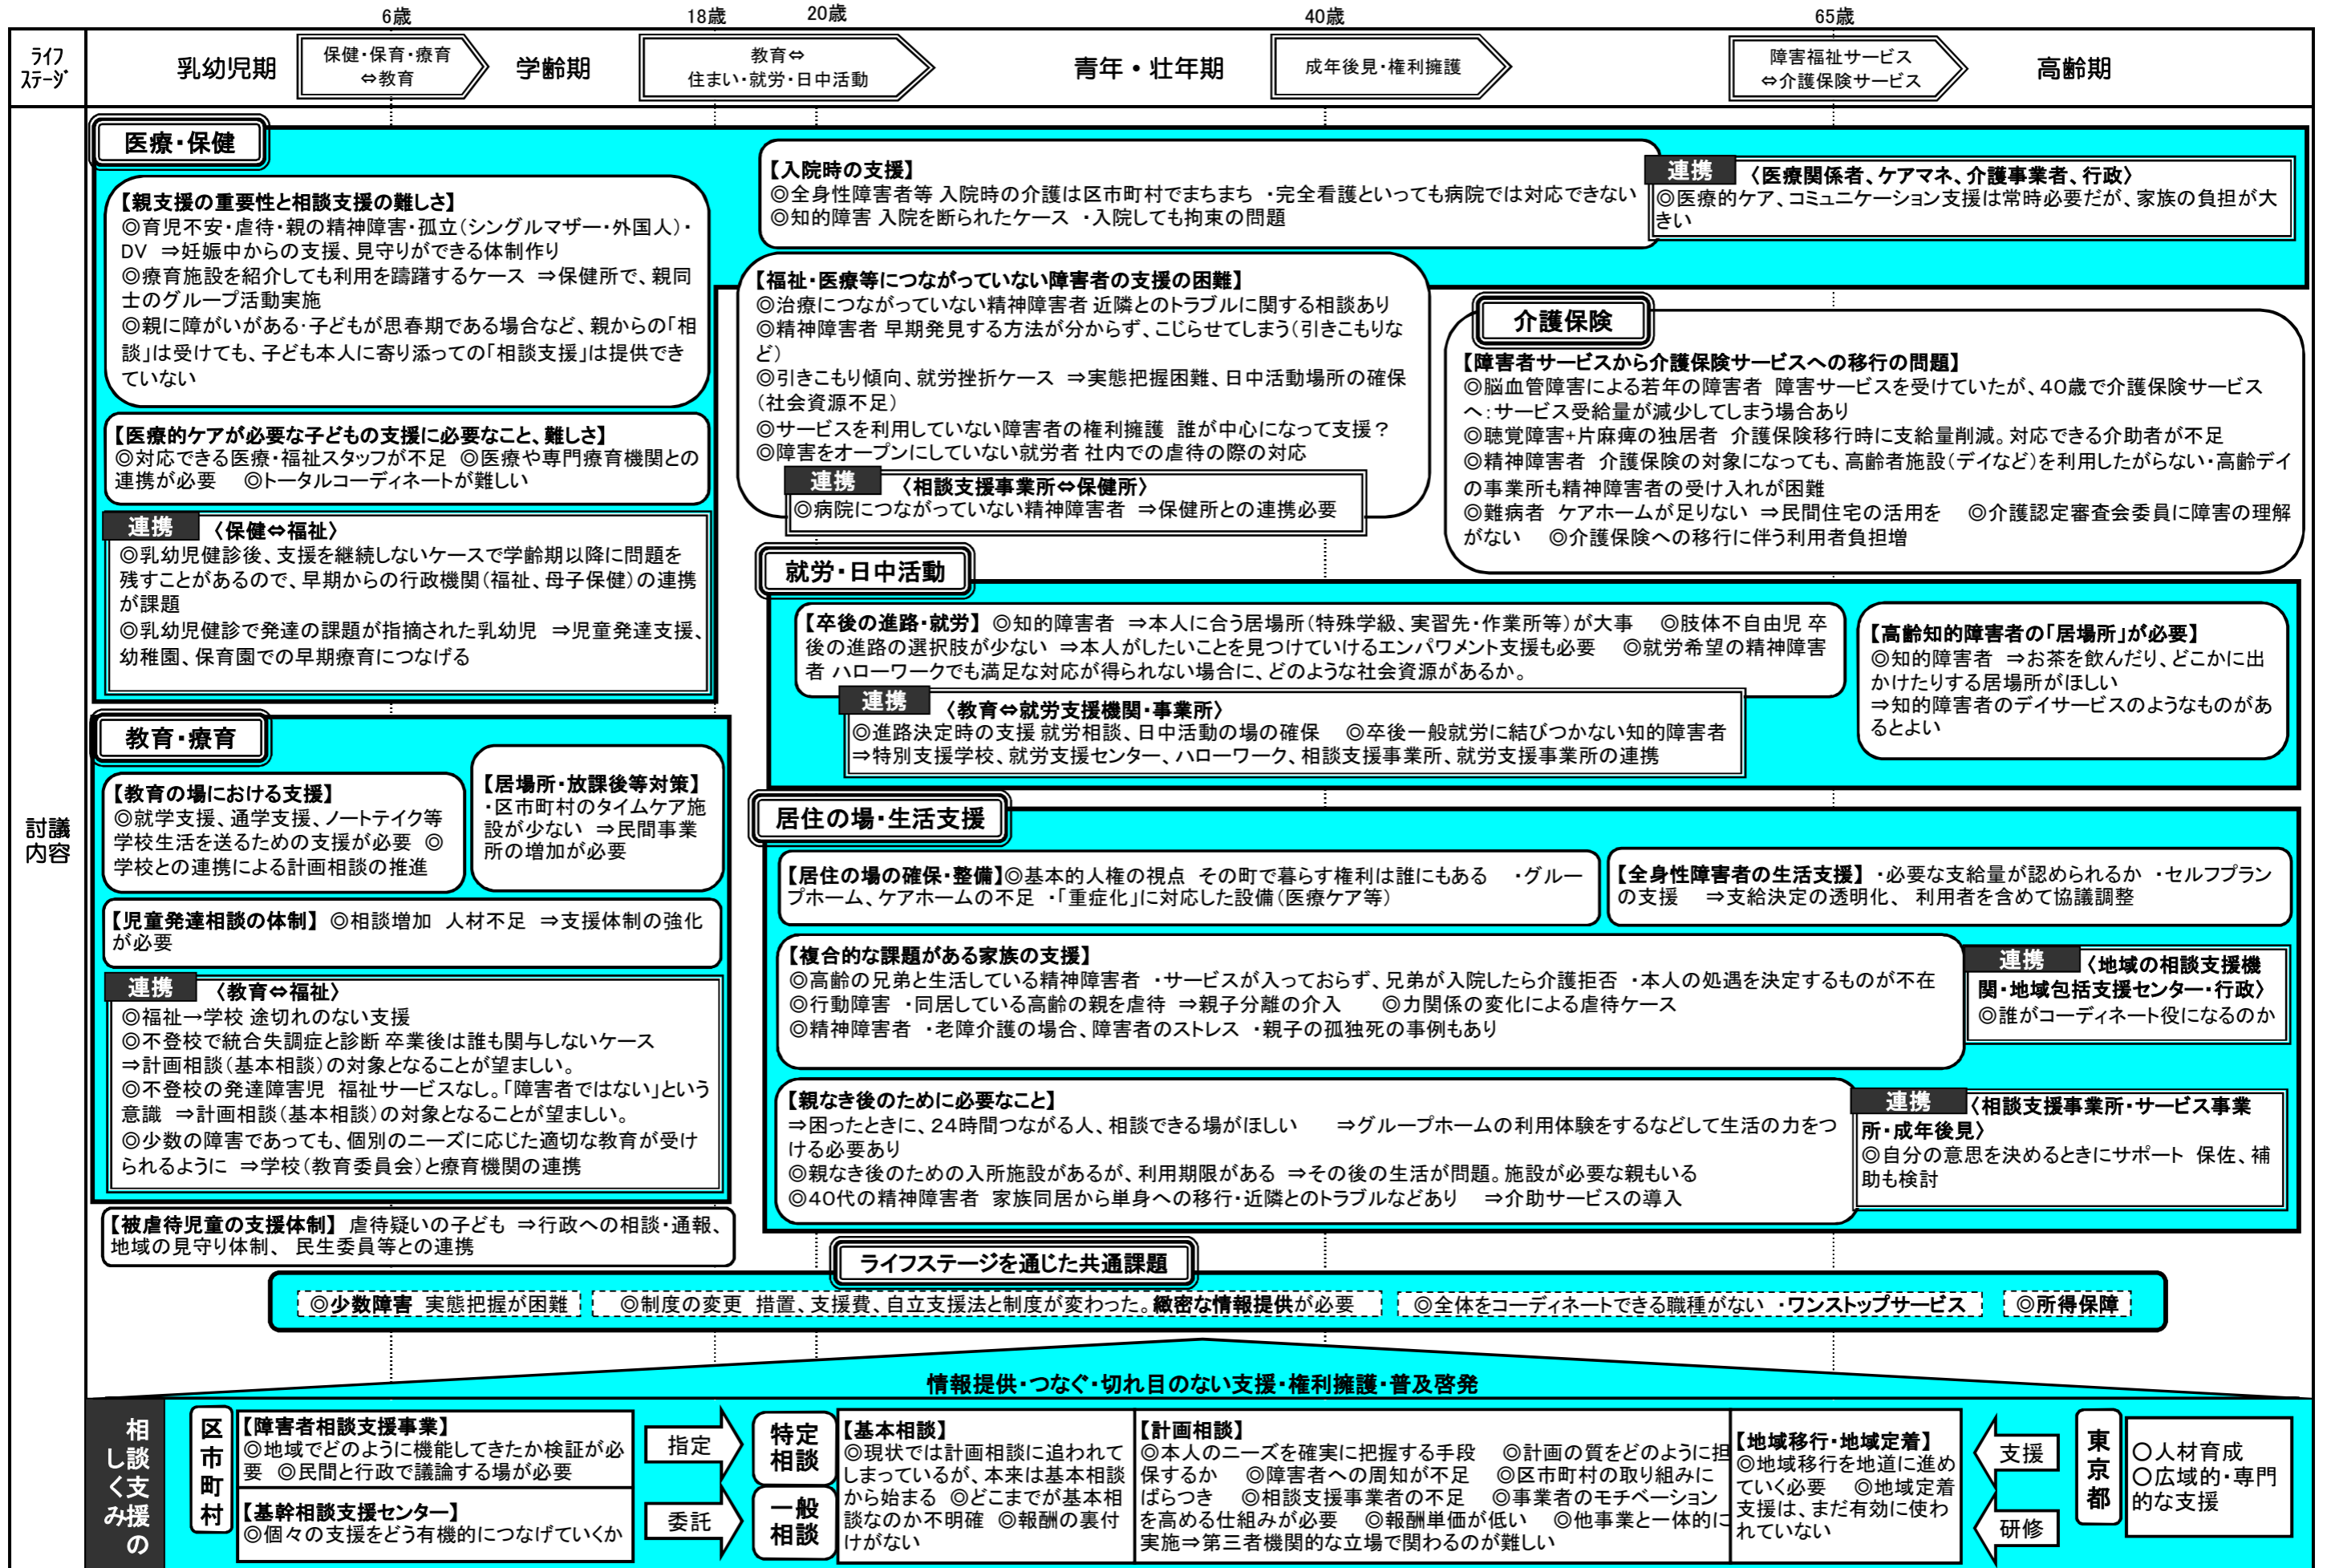 6歳
18歳
20歳
40歳
65歳
ライフ
ステージ
乳幼児期
保健・保育・療育
⇔教育
学齢期
教育⇔
住まい・就労・日中活動
青年・壮年期
成年後見・権利擁護
障害福祉サービス
⇔介護保険サービス
高齢期
討議
内容
医療・保健
【親支援の重要性と相談支援の難しさ】
◎育児不安・虐待・親の精神障害・孤立(シングルマザー・外国人)・
DV ⇒妊娠中からの支援、見守りができる体制作り
◎療育施設を紹介しても利用を躊躇するケース ⇒保健所で、親同
士のグループ活動実施
◎親に障がいがある・子どもが思春期である場合など、親からの「相
談」は受けても、子ども本人に寄り添っての「相談支援」は提供でき
ていない
【医療的ケアが必要な子どもの支援に必要なこと、難しさ】
◎対応できる医療・福祉スタッフが不足 ◎医療や専門療育機関との
連携が必要 ◎トータルコーディネートが難しい
連携 〈保健⇔福祉〉
◎乳幼児健診後、支援を継続しないケースで学齢期以降に問題を
残すことがあるので、早期からの行政機関(福祉、母子保健)の連携
が課題
◎乳幼児健診で発達の課題が指摘された乳幼児 ⇒児童発達支援、
幼稚園、保育園での早期療育につなげる
【入院時の支援】
◎全身性障害者等 入院時の介護は区市町村でまちまち ・完全看護といっても病院では対応できない
◎知的障害 入院を断られたケース ・入院しても拘束の問題
連携 〈医療関係者、ケアマネ、介護事業者、行政〉
◎医療的ケア、コミュニケーション支援は常時必要だが、家族の負担が大
きい
【福祉・医療等につながっていない障害者の支援の困難】
◎治療につながっていない精神障害者 近隣とのトラブルに関する相談あり
◎精神障害者 早期発見する方法が分からず、こじらせてしまう(引きこもりな
ど)
◎引きこもり傾向、就労挫折ケース ⇒実態把握困難、日中活動場所の確保
(社会資源不足)
◎サービスを利用していない障害者の権利擁護 誰が中心になって支援?
◎障害をオープンにしていない就労者 社内での虐待の際の対応
連携 〈相談支援事業所⇔保健所〉
◎病院につながっていない精神障害者 ⇒保健所との連携必要
介護保険
【障害者サービスから介護保険サービスへの移行の問題】
◎脳血管障害による若年の障害者 障害サービスを受けていたが、40歳で介護保険サービス
へ:サービス受給量が減少してしまう場合あり
◎聴覚障害+片麻痺の独居者 介護保険移行時に支給量削減。対応できる介助者が不足
◎精神障害者 介護保険の対象になっても、高齢者施設(デイなど)を利用したがらない・高齢デイ
の事業所も精神障害者の受け入れが困難
◎難病者 ケアホームが足りない ⇒民間住宅の活用を ◎介護認定審査会委員に障害の理解
がない ◎介護保険への移行に伴う利用者負担増
就労・日中活動
【卒後の進路・就労】 ◎知的障害者 ⇒本人に合う居場所(特殊学級、実習先・作業所等)が大事 ◎肢体不自由児 卒
後の進路の選択肢が少ない ⇒本人がしたいことを見つけていけるエンパワメント支援も必要 ◎就労希望の精神障害
者 ハローワークでも満足な対応が得られない場合に、どのような社会資源があるか。
連携 〈教育⇔就労支援機関・事業所〉
◎進路決定時の支援 就労相談、日中活動の場の確保 ◎卒後一般就労に結びつかない知的障害者
⇒特別支援学校、就労支援センター、ハローワーク、相談支援事業所、就労支援事業所の連携
【高齢知的障害者の「居場所」が必要】
◎知的障害者 ⇒お茶を飲んだり、どこかに出
かけたりする居場所がほしい
⇒知的障害者のデイサービスのようなものがあ
るとよい
教育・療育
【教育の場における支援】
◎就学支援、通学支援、ノートテイク等
学校生活を送るための支援が必要 ◎
学校との連携による計画相談の推進
【居場所・放課後等対策】
・区市町村のタイムケア施
設が少ない ⇒民間事業
所の増加が必要
【児童発達相談の体制】 ◎相談増加 人材不足 ⇒支援体制の強化
が必要
連携 〈教育⇔福祉〉
◎福祉→学校 途切れのない支援
◎不登校で統合失調症と診断 卒業後は誰も関与しないケース
⇒計画相談(基本相談)の対象となることが望ましい。
◎不登校の発達障害児 福祉サービスなし。「障害者ではない」という
意識 ⇒計画相談(基本相談)の対象となることが望ましい。
◎少数の障害であっても、個別のニーズに応じた適切な教育が受け
られるように ⇒学校(教育委員会)と療育機関の連携
【被虐待児童の支援体制】 虐待疑いの子ども ⇒行政への相談・通報、
地域の見守り体制、 民生委員等との連携
居住の場・生活支援
【居住の場の確保・整備】◎基本的人権の視点 その町で暮らす権利は誰にもある ・グルー
プホーム、ケアホームの不足 ・「重症化」に対応した設備(医療ケア等)
【全身性障害者の生活支援】 ・必要な支給量が認められるか ・セルフプラン
の支援 ⇒支給決定の透明化、 利用者を含めて協議調整
【複合的な課題がある家族の支援】
◎高齢の兄弟と生活している精神障害者 ・サービスが入っておらず、兄弟が入院したら介護拒否 ・本人の処遇を決定するものが不在
◎行動障害 ・同居している高齢の親を虐待 ⇒親子分離の介入 ◎力関係の変化による虐待ケース
◎精神障害者 ・老障介護の場合、障害者のストレス ・親子の孤独死の事例もあり
連携 〈地域の相談支援機
関・地域包括支援センター・行政〉
◎誰がコーディネート役になるのか
【親なき後のために必要なこと】
⇒困ったときに、24時間つながる人、相談できる場がほしい ⇒グループホームの利用体験をするなどして生活の力をつ
ける必要あり
◎親なき後のための入所施設があるが、利用期限がある ⇒その後の生活が問題。施設が必要な親もいる
◎40代の精神障害者 家族同居から単身への移行・近隣とのトラブルなどあり ⇒介助サービスの導入
連携 〈相談支援事業所・サービス事業
所・成年後見〉
◎自分の意思を決めるときにサポート 保佐、補
助も検討
ライフステージを通じた共通課題
◎少数障害 実態把握が困難
◎制度の変更 措置、支援費、自立支援法と制度が変わった。緻密な情報提供が必要
◎全体をコーディネートできる職種がない ・ワンストップサービス
◎所得保障
情報提供・つなぐ・切れ目のない支援・権利擁護・普及啓発
相談支援の
しくみ
区市町村
【障害者相談支援事業】
◎地域でどのように機能してきたか検証が必
要 ◎民間と行政で議論する場が必要
【基幹相談支援センター】
◎個々の支援をどう有機的につなげていくか
指定
委託
特定
相談
一般
相談
【基本相談】
◎現状では計画相談に追われて
しまっているが、本来は基本相談
から始まる ◎どこまでが基本相
談なのか不明確 ◎報酬の裏付
けがない
【計画相談】
◎本人のニーズを確実に把握する手段 ◎計画の質をどのように担
保するか ◎障害者への周知が不足 ◎区市町村の取り組みに
ばらつき ◎相談支援事業者の不足 ◎事業者のモチベーション
を高める仕組みが必要 ◎報酬単価が低い ◎他事業と一体的に
実施⇒第三者機関的な立場で関わるのが難しい
【地域移行・地域定着】
◎地域移行を地道に進め
ていく必要 ◎地域定着
支援は、まだ有効に使わ
れていない
支援
研修
東京都
○人材育成
○広域的・専門
的な支援